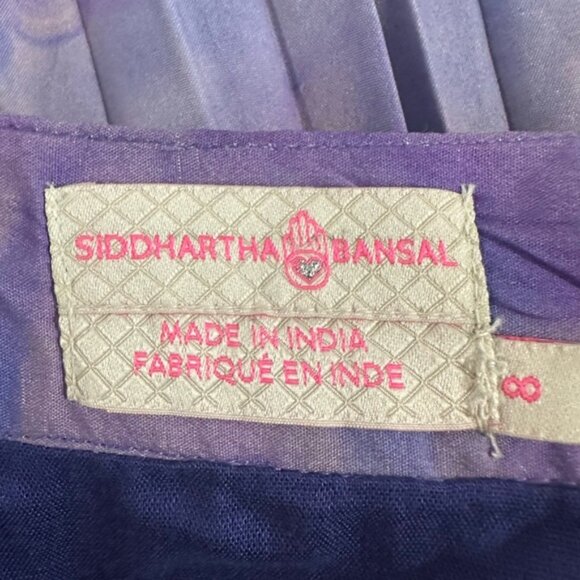 SIDDHARTHA BANSAL
MADE IN INDIA
FABRIQUÉ EN INDE
8